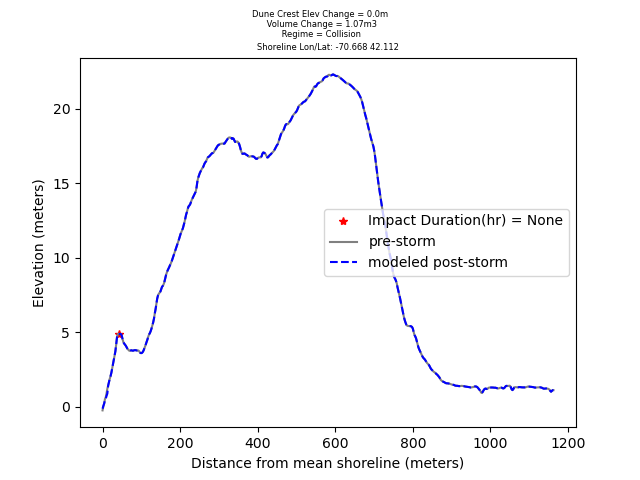 Dune Crest Elev Change = 0.0m
Volume Change = 1.07m3
Regime = Collision
Shoreline Lon/Lat: -70.668 42.112
Elevation (meters)
20
15
10
5
0
Impact Duration(hr) = None
pre-storm
modeled post-storm
0 200 400 600 800 1000 1200
Distance from mean shoreline (meters)